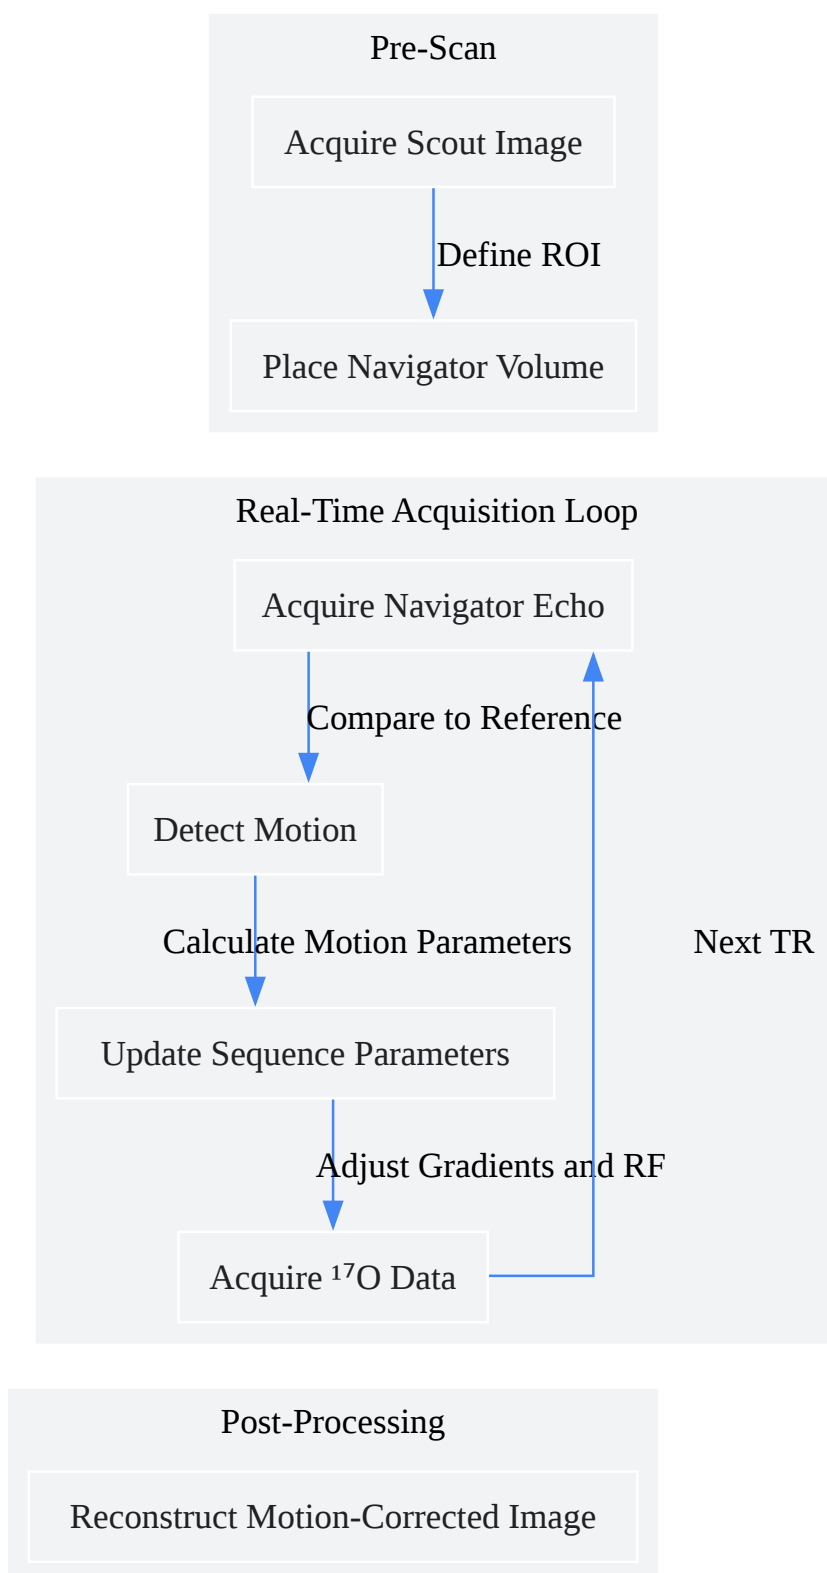 Pre-Scan
Acquire Scout Image
Define ROI
Place Navigator Volume
Real-Time Acquisition Loop
Acquire Navigator Echo
Compare to Reference
Detect Motion
Calculate Motion Parameters
Next TR
Update Sequence Parameters
Adjust Gradients and RF
Acquire ¹⁷O Data
Post-Processing
Reconstruct Motion-Corrected Image